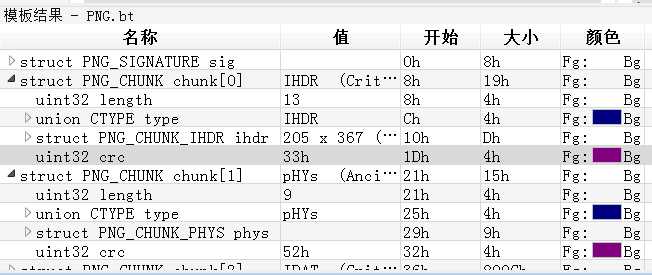 模板结果 - PNG.bt
名称 值 开始 大小 颜色
struct PNG_SIGNATURE sig 0h 8h Fg: Bg
struct PNG_CHUNK chunk[0] IHDR (Crit··· 8h 19h Fg: Bg
uint32 length 13 8h 4h Fg: Bg
union CTYPE type IHDR Ch 4h Fg: Bg
struct PNG_CHUNK_IHDR ihdr 205 x 367 (··· 10h Dh Fg: Bg
uint32 crc 33h 1Dh 4h Fg: Bg
struct PNG_CHUNK chunk[1] pHYs (Anci··· 21h 15h Fg: Bg
uint32 length 9 21h 4h Fg: Bg
union CTYPE type pHYs 25h 4h Fg: Bg
struct PNG_CHUNK_PHYS phys 29h 9h Fg: Bg
uint32 crc 52h 32h 4h Fg: Bg
struct PNG_CHUNK chunk[2] IDAT (Crit··· 36h Fg: Bg